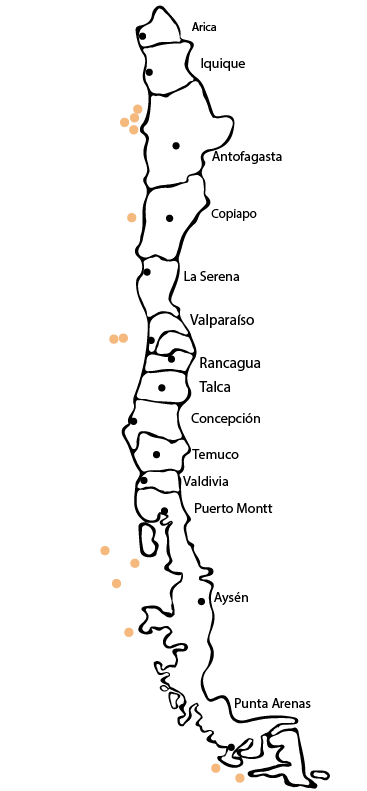 Arica
Iquique
Antofagasta
Copiapo
La Serena
Valparaíso
Rancagua
Talca
Concepción
Temuco
Valdivia
Puerto Montt
Aysén
Punta Arenas